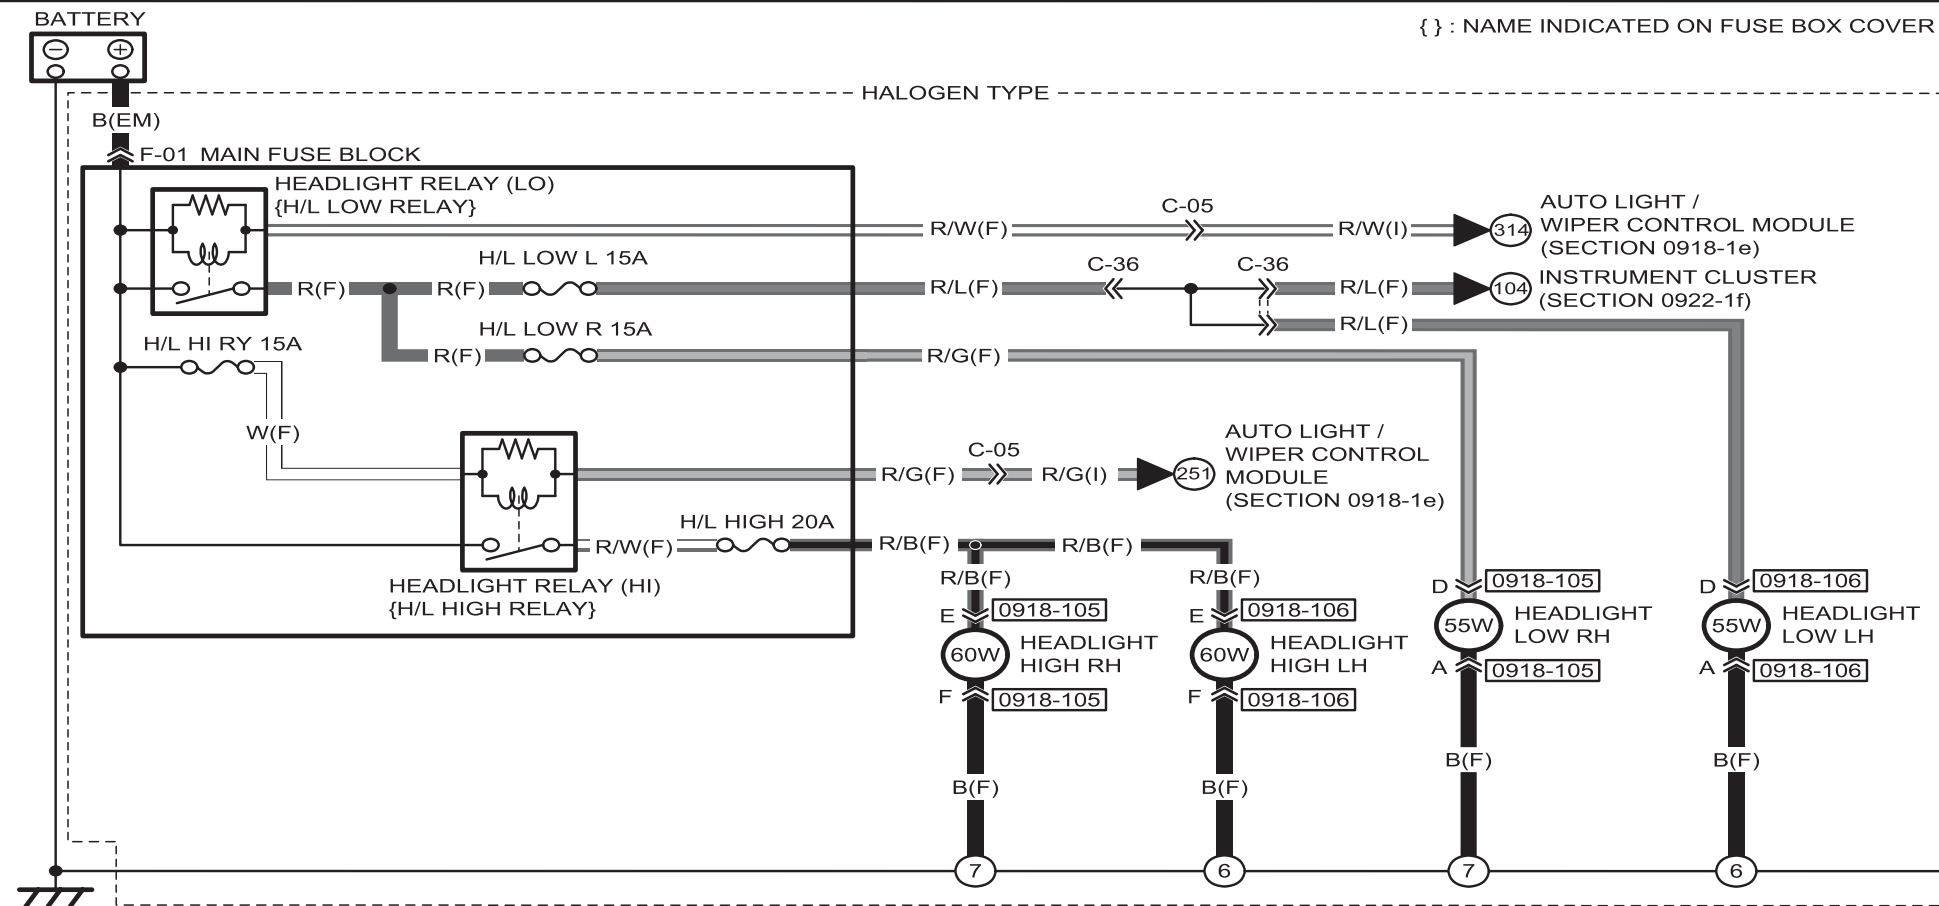 BATTERY
{ } : NAME INDICATED ON FUSE BOX COVER
HALOGEN TYPE
B(EM)
F-01 MAIN FUSE BLOCK
HEADLIGHT RELAY (LO)
{H/L LOW RELAY}
R/W(F)
C-05
R/W(I)
314
AUTO LIGHT /
WIPER CONTROL MODULE
(SECTION 0918-1e)
H/L LOW L 15A
R(F)
R(F)
R/L(F)
C-36
C-36
R/L(F)
104
INSTRUMENT CLUSTER
(SECTION 0922-1f)
R/L(F)
H/L LOW R 15A
R(F)
R/G(F)
H/L HI RY 15A
W(F)
R/G(F)
C-05
R/G(I)
251
AUTO LIGHT /
WIPER CONTROL
MODULE
(SECTION 0918-1e)
H/L HIGH 20A
R/W(F)
R/B(F)
R/B(F)
HEADLIGHT RELAY (HI)
{H/L HIGH RELAY}
R/B(F)
R/B(F)
E
0918-105
60W
HEADLIGHT
HIGH RH
F
0918-105
B(F)
7
E
0918-106
60W
HEADLIGHT
HIGH LH
F
0918-106
B(F)
6
D
0918-105
55W
HEADLIGHT
LOW RH
A
0918-105
B(F)
7
D
0918-106
55W
HEADLIGHT
LOW LH
A
0918-106
B(F)
6